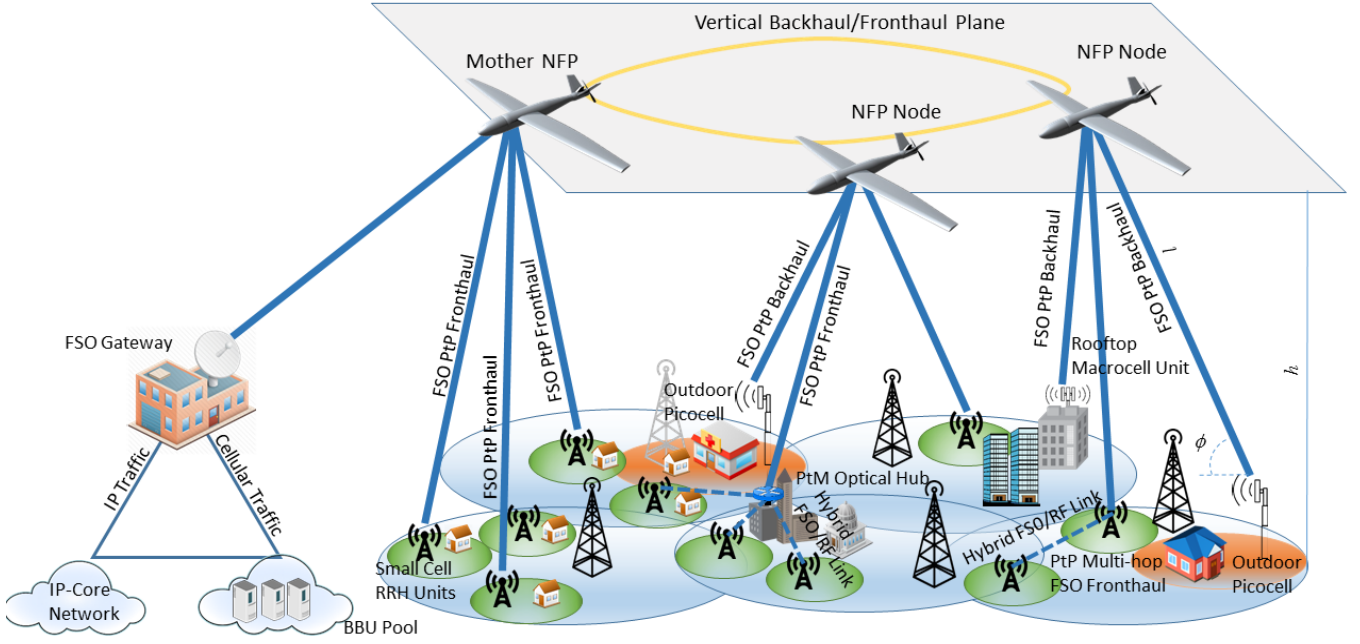 Vertical Backhaul/Fronthaul Plane
Mother NFP
NFP Node
NFP Node
FSO PtP Fronthaul
FSO PtP Fronthaul
FSO PtP Fronthaul
FSO PtP Backhaul
FSO PtP Fronthaul
FSO PtP Backhaul
l
FSO PtP Backhaul
h
ϕ
FSO Gateway
IP Traffic
Cellular Traffic
IP-Core
Network
BBU Pool
Outdoor
Picocell
Rooftop
Macrocell Unit
PtM Optical Hub
Hybrid
FSO/RF Link
Hybrid FSO/RF Link
Small Cell
RRH Units
PtP Multi-hop
FSO Fronthaul
Outdoor
Picocell